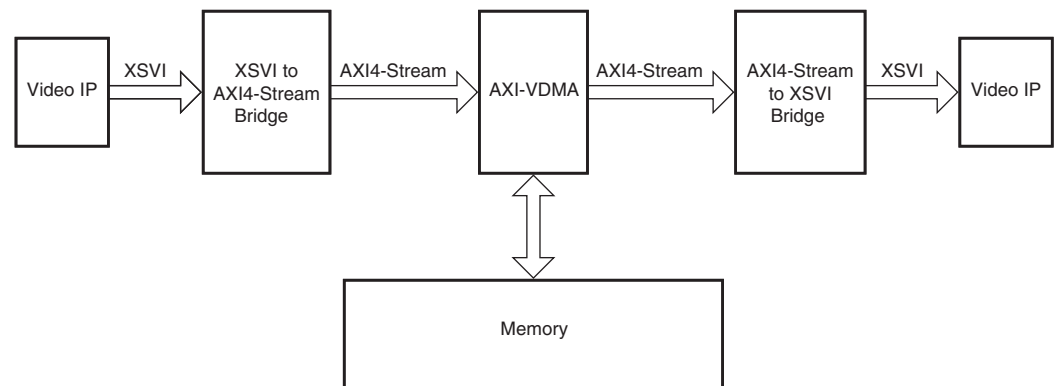 Video IP
XSVI
XSVI to
AXI4-Stream
Bridge
AXI4-Stream
AXI-VDMA
AXI4-Stream
AXI4-Stream
to XSVI
Bridge
XSVI
Video IP
Memory